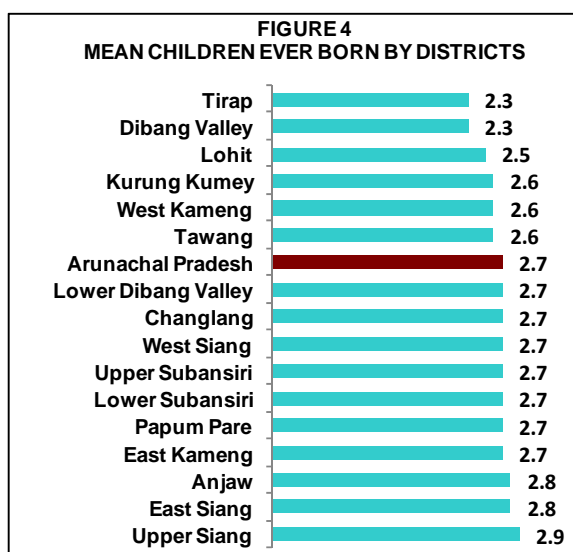 FIGURE 4
MEAN CHILDREN EVER BORN BY DISTRICTS
Tirap 2.3
Dibang Valley 2.3
Lohit 2.5
Kurung Kumey 2.6
West Kameng 2.6
Tawang 2.6
Arunachal Pradesh 2.7
Lower Dibang Valley 2.7
Changlang 2.7
West Siang 2.7
Upper Subansiri 2.7
Lower Subansiri 2.7
Papum Pare 2.7
East Kameng 2.7
Anjaw 2.8
East Siang 2.8
Upper Siang 2.9